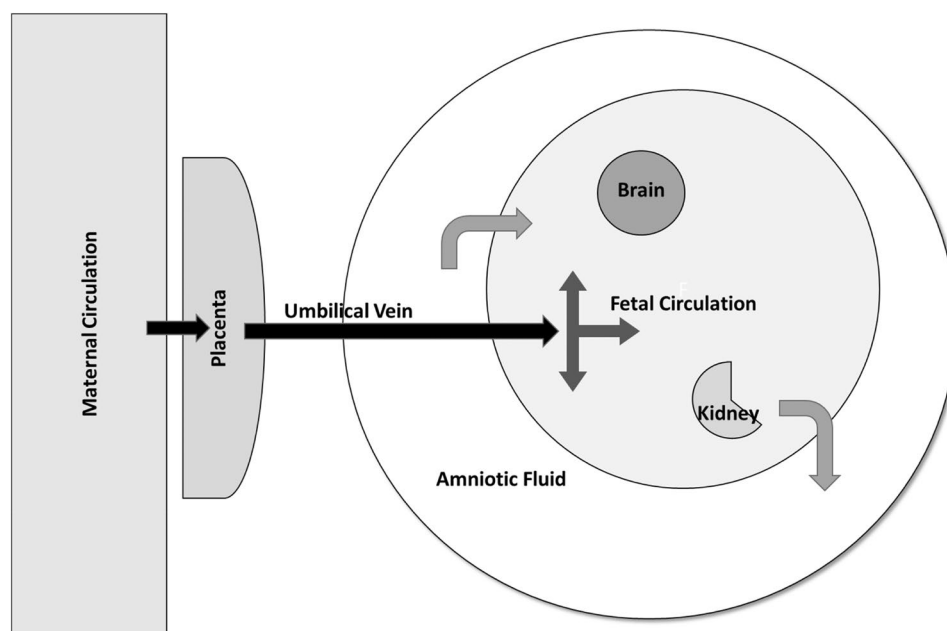 Maternal Circulation
Placenta
Umbilical Vein
Brain
F
Fetal Circulation
Kidney
Amniotic Fluid